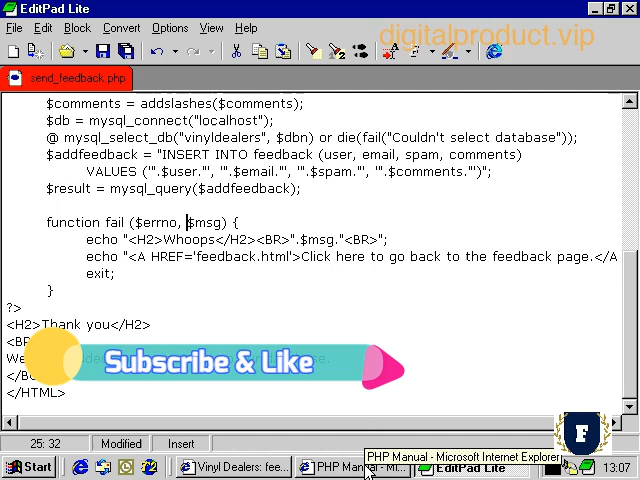 EditPad Lite
File Edit Block Convert Options View Help
digitalproduct.vip
send_feedback.php
$comments = addslashes($comments);
$db = mysql_connect("localhost");
@ mysql_select_db("vinyldealers", $dbn) or die(fail("Couldn't select database"));
$addfeedback = "INSERT INTO feedback (user, email, spam, comments)
VALUES ('".$user."', '".$email."', '".$spam."', '".$comments."')";
$result = mysql_query($addfeedback);
function fail ($errno, $msg) {
echo "<H2>Whoops</H2><BR>".$msg."<BR>";
echo "<A HREF='feedback.html'>Click here to go back to the feedback page.</A
exit;
}
?>
<H2>Thank you</H2>
<BR
We
Subscribe & Like
</BO
</HTML>
F
25: 32 Modified Insert
PHP Manual - Microsoft Internet Explorer
Start Vinyl Dealers: fee... PHP Manual - Mi... EditPad Lite 13:07